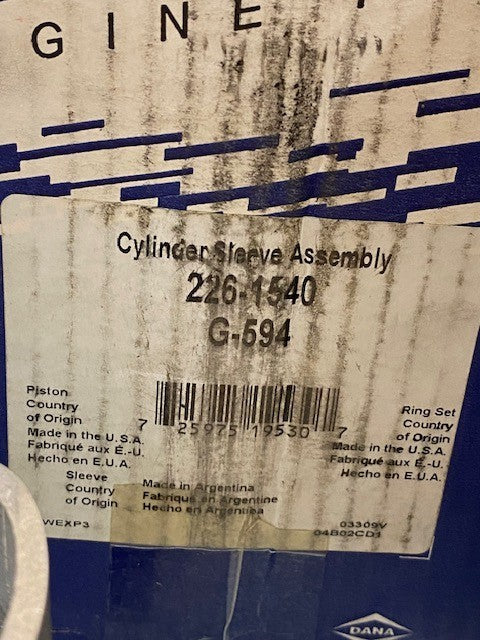 GINE
Cylinder Sleeve Assembly
226-1540
G-594
7 25975 19530 7
Piston
Country
of Origin
Made in the U.S.A.
Fabriqué aux É.-U.
Hecho en E.U.A.
Ring Set
Country
of Origin
Made in the U.S.A.
Fabriqué aux É.-U.
Hecho en E.U.A.
Sleeve
Country
of Origin
Made in Argentina
Fabriqué en Argentine
Hecho en Argentina
WEXP3
03309V
04B02CD1
DANA